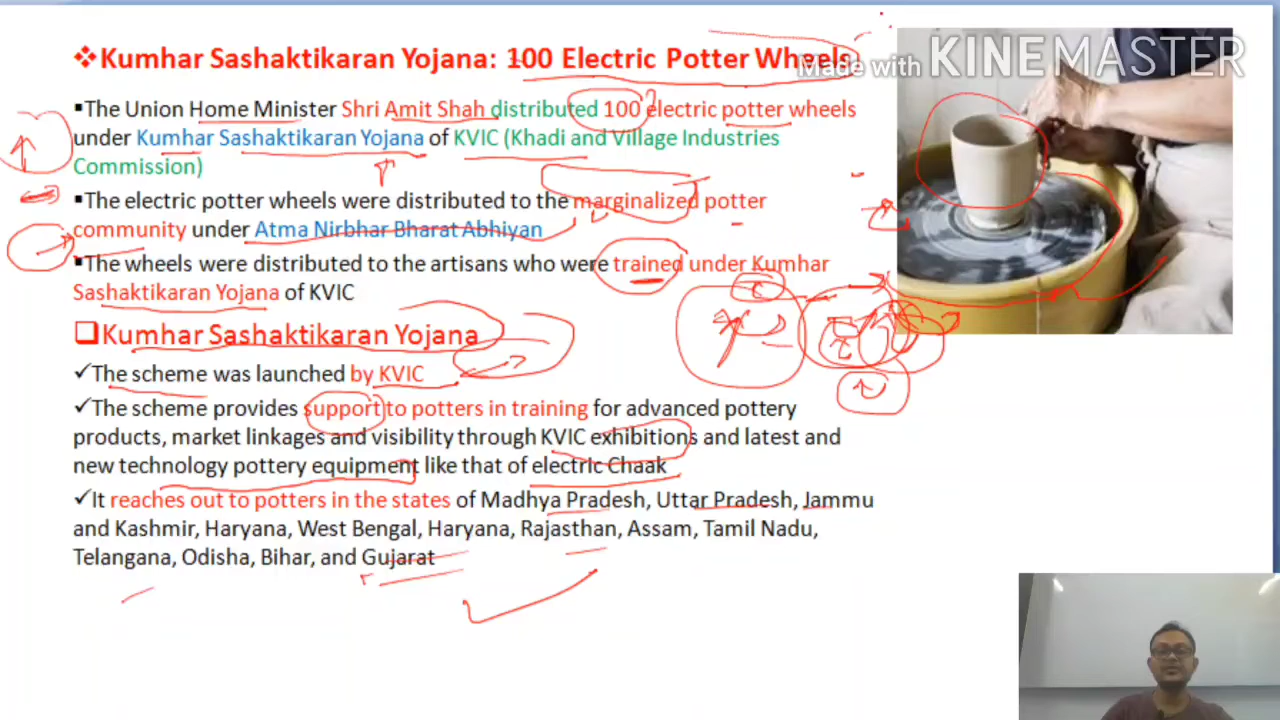 ❖Kumhar Sashaktikaran Yojana: 100 Electric Potter Wheels
Made with KINEMASTER
▪The Union Home Minister Shri Amit Shah distributed 100 electric potter wheels
under Kumhar Sashaktikaran Yojana of KVIC (Khadi and Village Industries
Commission)
▪The electric potter wheels were distributed to the marginalized potter
community under Atma Nirbhar Bharat Abhiyan
▪The wheels were distributed to the artisans who were trained under Kumhar
Sashaktikaran Yojana of KVIC
❑Kumhar Sashaktikaran Yojana
✓The scheme was launched by KVIC
✓The scheme provides support to potters in training for advanced pottery
products, market linkages and visibility through KVIC exhibitions and latest and
new technology pottery equipment like that of electric Chaak
✓It reaches out to potters in the states of Madhya Pradesh, Uttar Pradesh, Jammu
and Kashmir, Haryana, West Bengal, Haryana, Rajasthan, Assam, Tamil Nadu,
Telangana, Odisha, Bihar, and Gujarat